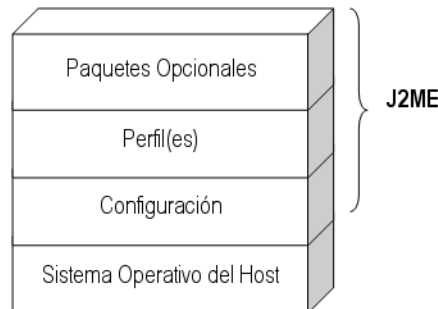 Paquetes Opcionales
J2ME
Perfil(es)
Configuración
Sistema Operativo del Host